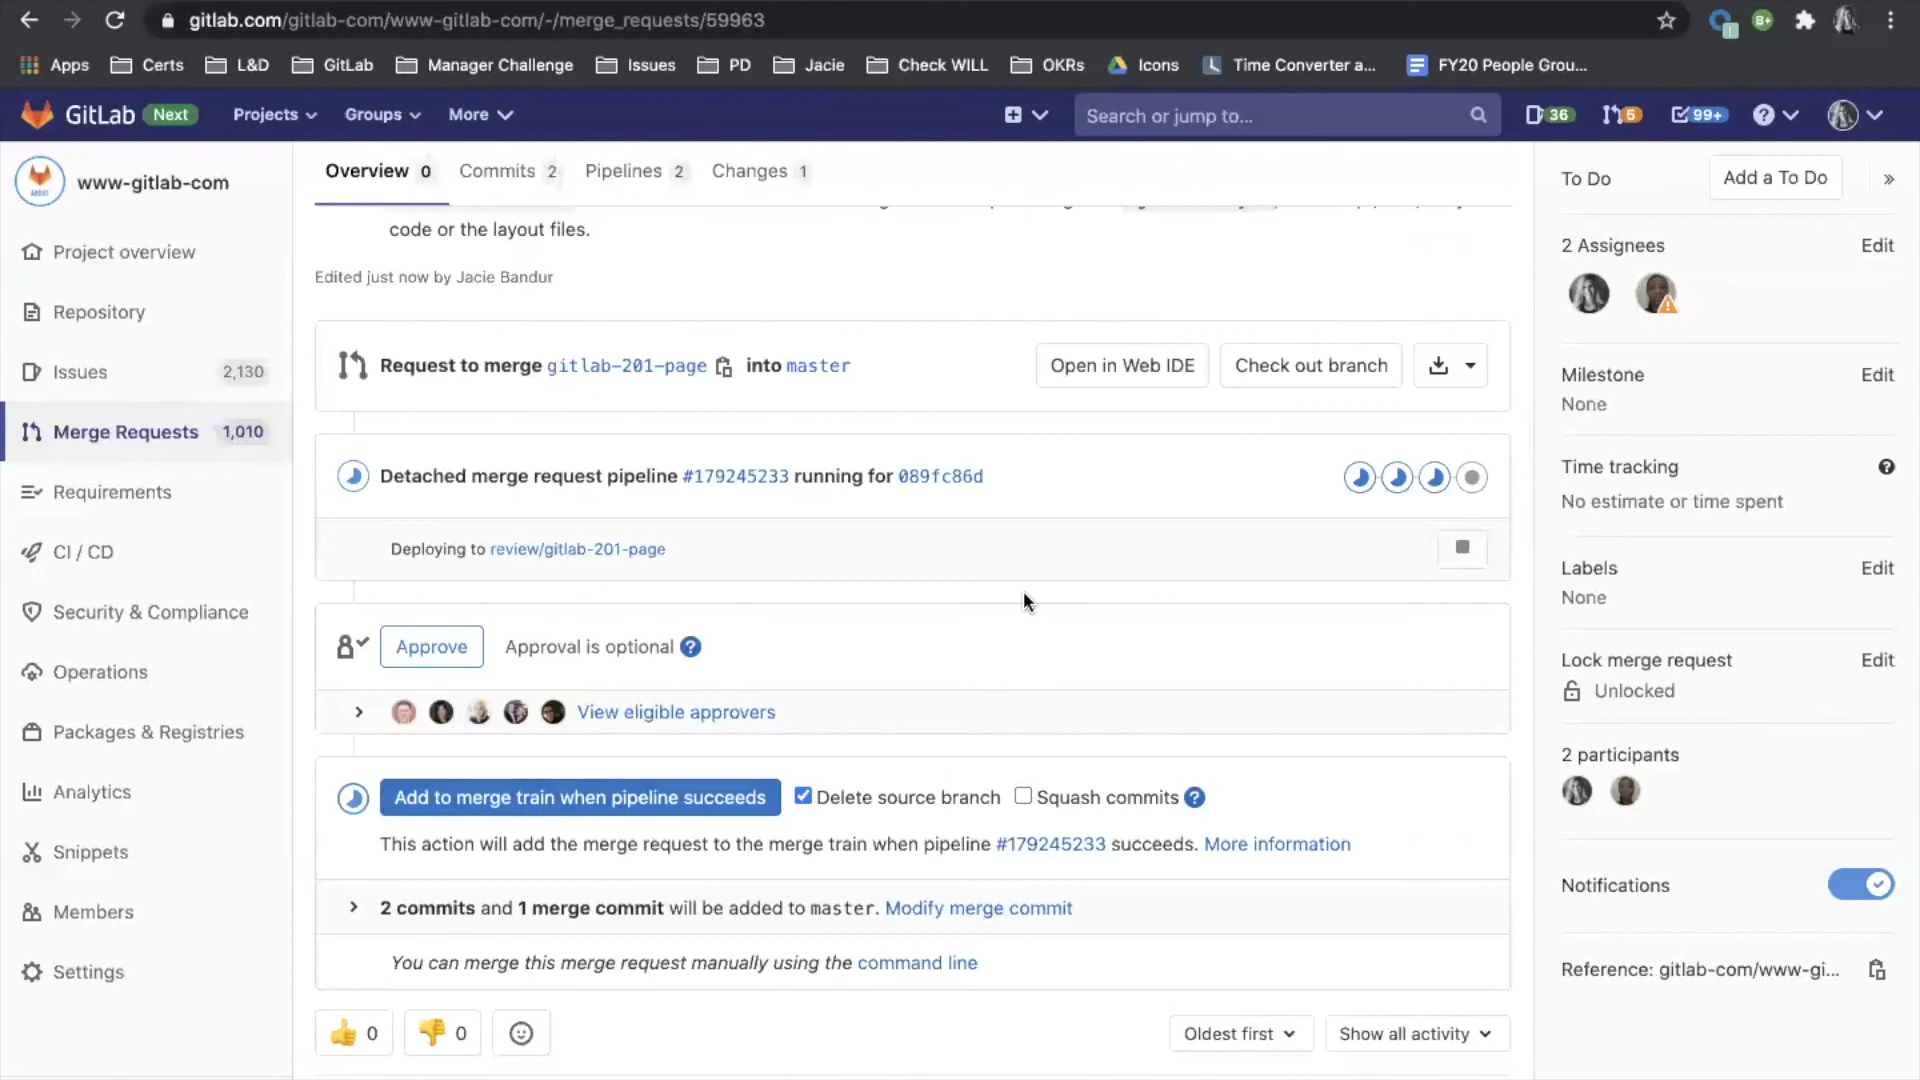 gitlab.com/gitlab-com/www-gitlab-com/-/merge_requests/59963
B+
Apps Certs L&D GitLab Manager Challenge Issues PD Jacie Check WILL OKRs Icons Time Converter a... FY20 People Grou...
GitLab Next Projects Groups More Search or jump to... 36 5 99+
www-gitlab-com
Project overview
Repository
Issues 2,130
Merge Requests 1,010
Requirements
CI / CD
Security & Compliance
Operations
Packages & Registries
Analytics
Snippets
Members
Settings
Overview 0 Commits 2 Pipelines 2 Changes 1
code or the layout files.
Edited just now by Jacie Bandur
Request to merge gitlab-201-page into master Open in Web IDE Check out branch
Detached merge request pipeline #179245233 running for 089fc86d
Deploying to review/gitlab-201-page
Approve Approval is optional
View eligible approvers
Add to merge train when pipeline succeeds Delete source branch Squash commits
This action will add the merge request to the merge train when pipeline #179245233 succeeds. More information
2 commits and 1 merge commit will be added to master. Modify merge commit
You can merge this merge request manually using the command line
👍 0 👎 0 Oldest first Show all activity
To Do Add a To Do »
2 Assignees Edit
Milestone Edit
None
Time tracking
No estimate or time spent
Labels Edit
None
Lock merge request Edit
Unlocked
2 participants
Notifications
Reference: gitlab-com/www-gi...